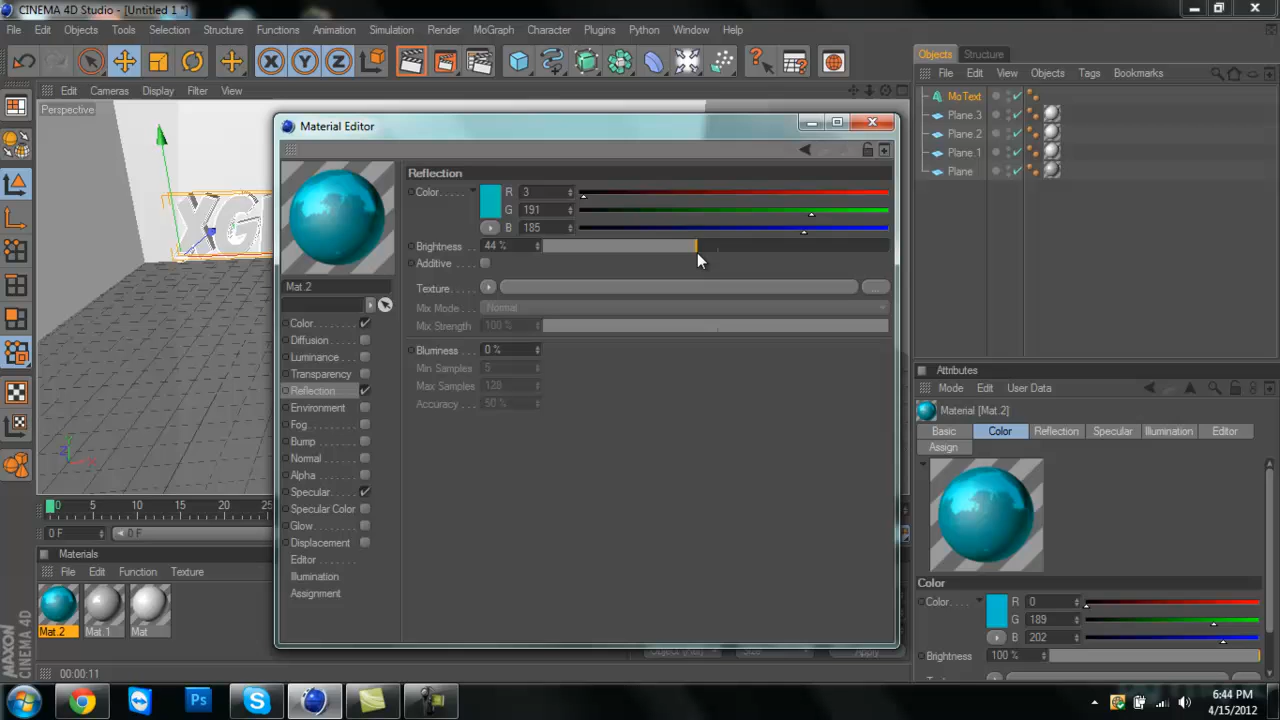 CINEMA 4D Studio - [Untitled 1 *]
File Edit Objects Tools Selection Structure Functions Animation Simulation Render MoGraph Character Plugins Python Window Help
X Y Z
Edit Cameras Display Filter View
Perspective
XG
Y
Z
Material Editor
Reflection
Color R 3
G 191
B 185
Brightness 44 %
Additive
Texture ...
Mix Mode Normal
Mix Strength 100 %
Blurriness 0 %
Min Samples 5
Max Samples 128
Accuracy 50 %
Mat.2
Color
Diffusion
Luminance
Transparency
Reflection
Environment
Fog
Bump
Normal
Alpha
Specular
Specular Color
Glow
Displacement
Editor
Illumination
Assignment
Objects Structure
File Edit View Objects Tags Bookmarks
MoText
Plane.3
Plane.2
Plane.1
Plane
Attributes
Mode Edit User Data
Material [Mat.2]
Basic Color Reflection Specular Illumination Editor
Assign
Color
Color R 0
G 189
B 202
Brightness 100 %
0 5 10 15 20 25
0 F 0 F
Materials
File Edit Function Texture
Mat.2 Mat.1 Mat
Apply
MAXON
CINEMA 4D
00:00:11
Ps
6:44 PM
4/15/2012